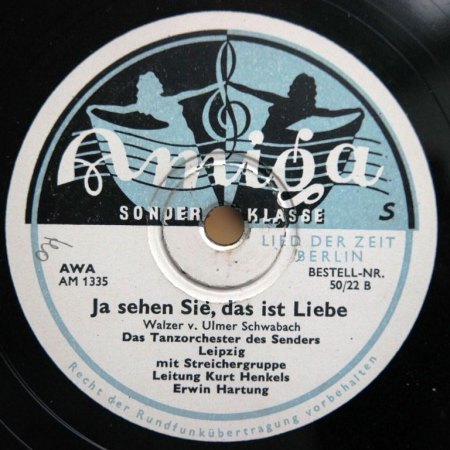 Amiga
SONDER KLASSE
S
LIED DER ZEIT
BERLIN
AWA
BESTELL-NR.
AM 1335
50/22 B
Ja sehen Sie, das ist Liebe
Walzer v. Ulmer Schwabach
Das Tanzorchester des Senders
Leipzig
mit Streichergruppe
Leitung Kurt Henkels
Erwin Hartung
Recht der Rundfunkübertragung vorbehalten